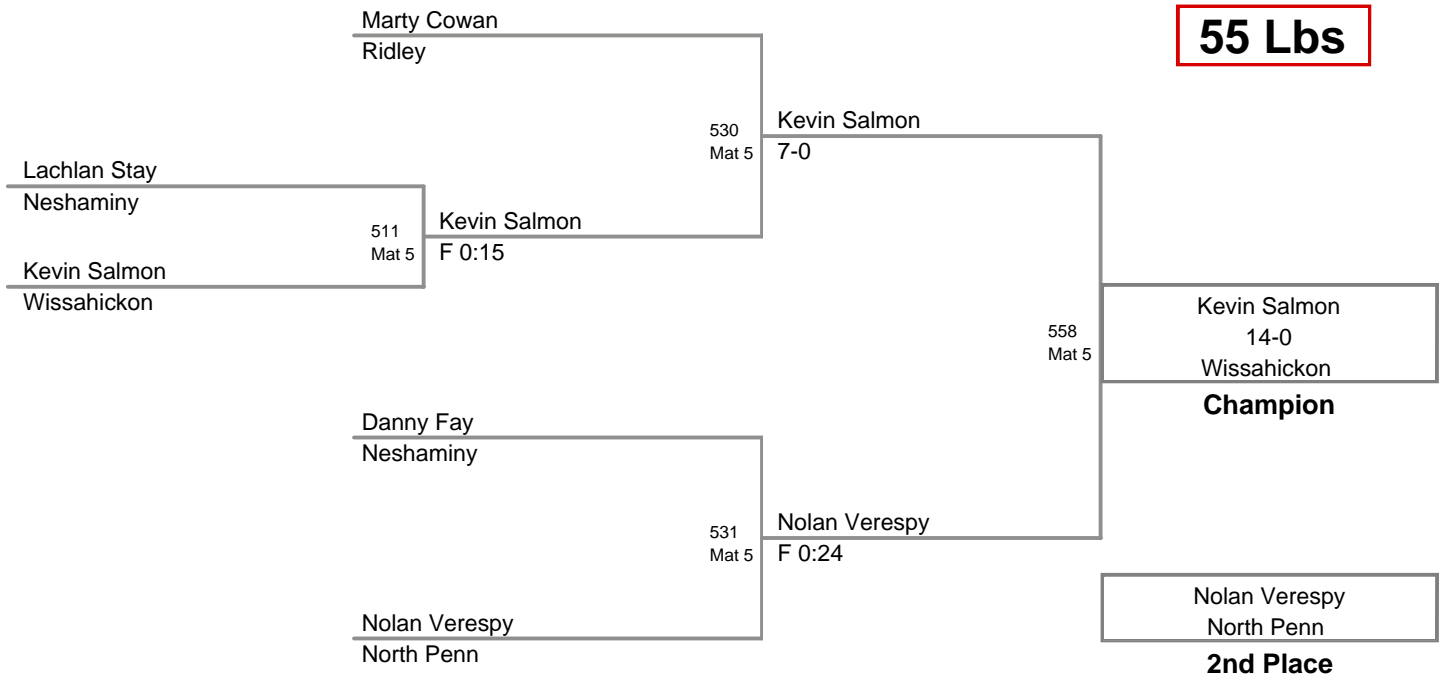 Marty Cowan
Ridley
55 Lbs
530
Mat 5
Kevin Salmon
7-0
Lachlan Stay
Neshaminy
511
Mat 5
Kevin Salmon
F 0:15
Kevin Salmon
Wissahickon
558
Mat 5
Kevin Salmon
14-0
Wissahickon
Champion
Danny Fay
Neshaminy
531
Mat 5
Nolan Verespy
F 0:24
Nolan Verespy
North Penn
Nolan Verespy
North Penn
2nd Place